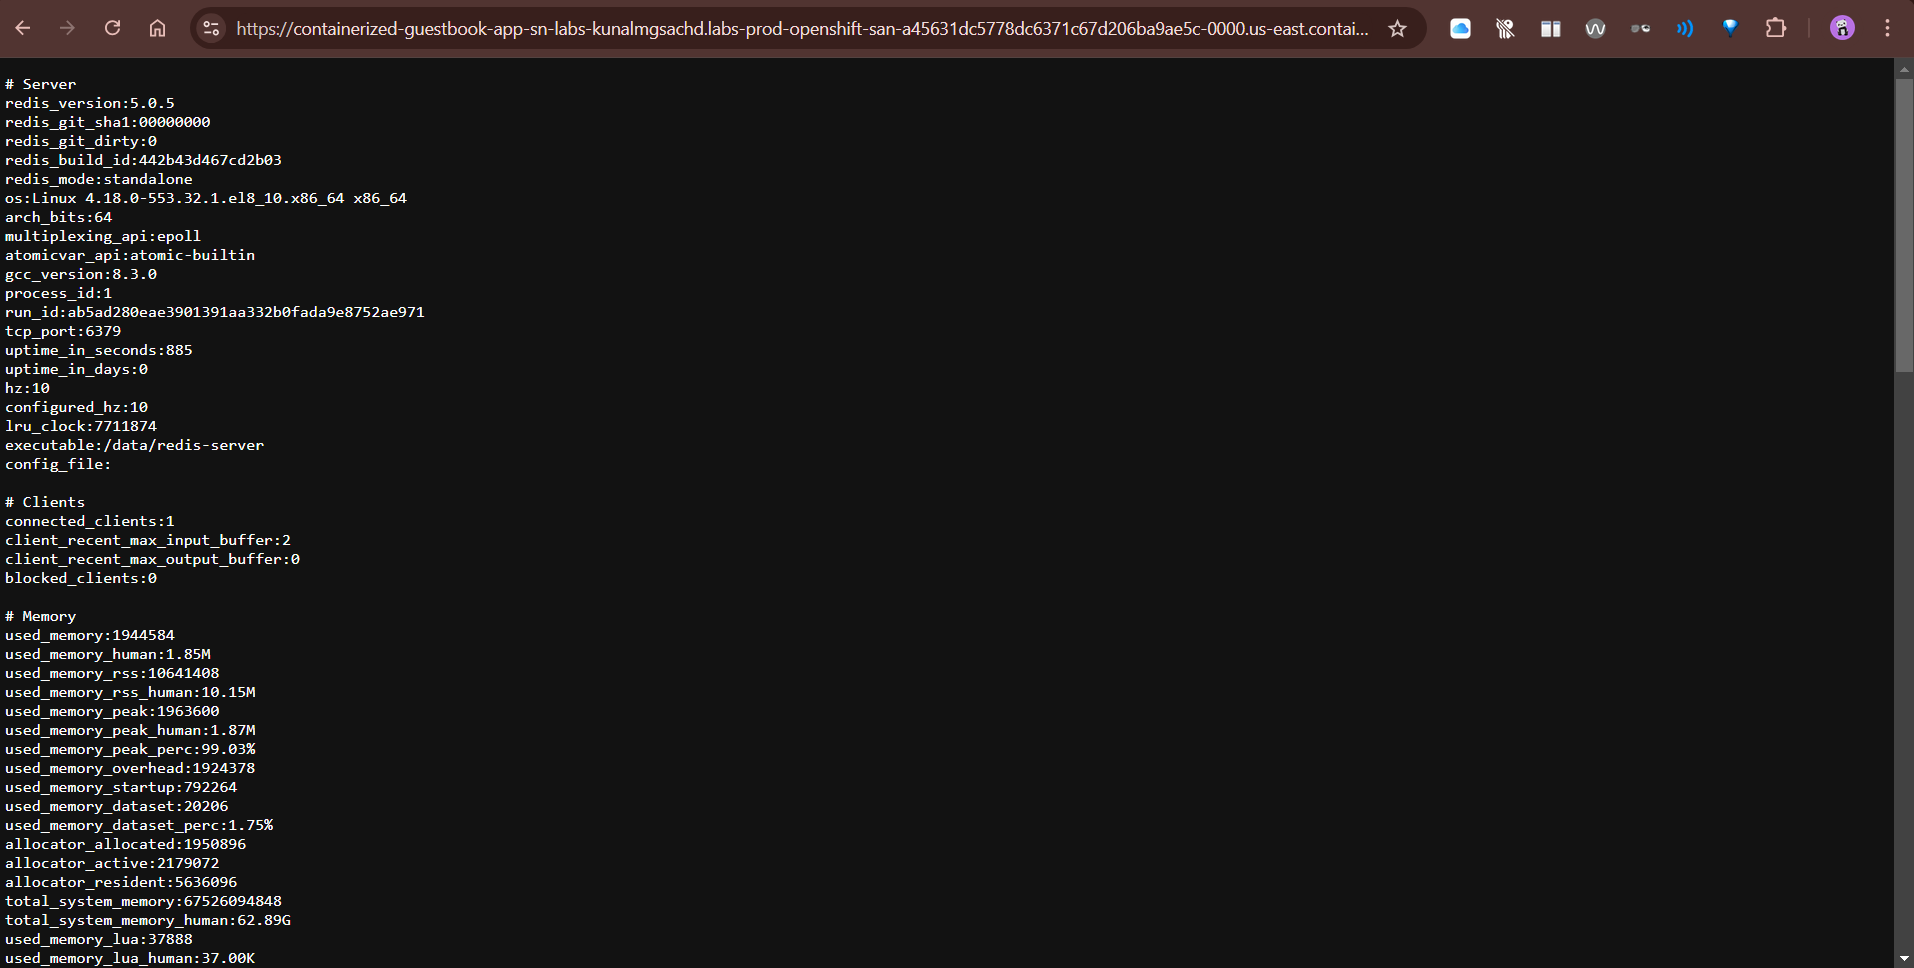 https://containerized-guestbook-app-sn-labs-kunalmgsachd.labs-prod-openshift-san-a45631dc5778dc6371c67d206ba9ae5c-0000.us-east.contai...
# Server
redis_version:5.0.5
redis_git_sha1:00000000
redis_git_dirty:0
redis_build_id:442b43d467cd2b03
redis_mode:standalone
os:Linux 4.18.0-553.32.1.el8_10.x86_64 x86_64
arch_bits:64
multiplexing_api:epoll
atomicvar_api:atomic-builtin
gcc_version:8.3.0
process_id:1
run_id:ab5ad280eae3901391aa332b0fada9e8752ae971
tcp_port:6379
uptime_in_seconds:885
uptime_in_days:0
hz:10
configured_hz:10
lru_clock:7711874
executable:/data/redis-server
config_file:
# Clients
connected_clients:1
client_recent_max_input_buffer:2
client_recent_max_output_buffer:0
blocked_clients:0
# Memory
used_memory:1944584
used_memory_human:1.85M
used_memory_rss:10641408
used_memory_rss_human:10.15M
used_memory_peak:1963600
used_memory_peak_human:1.87M
used_memory_peak_perc:99.03%
used_memory_overhead:1924378
used_memory_startup:792264
used_memory_dataset:20206
used_memory_dataset_perc:1.75%
allocator_allocated:1950896
allocator_active:2179072
allocator_resident:5636096
total_system_memory:67526094848
total_system_memory_human:62.89G
used_memory_lua:37888
used_memory_lua_human:37.00K